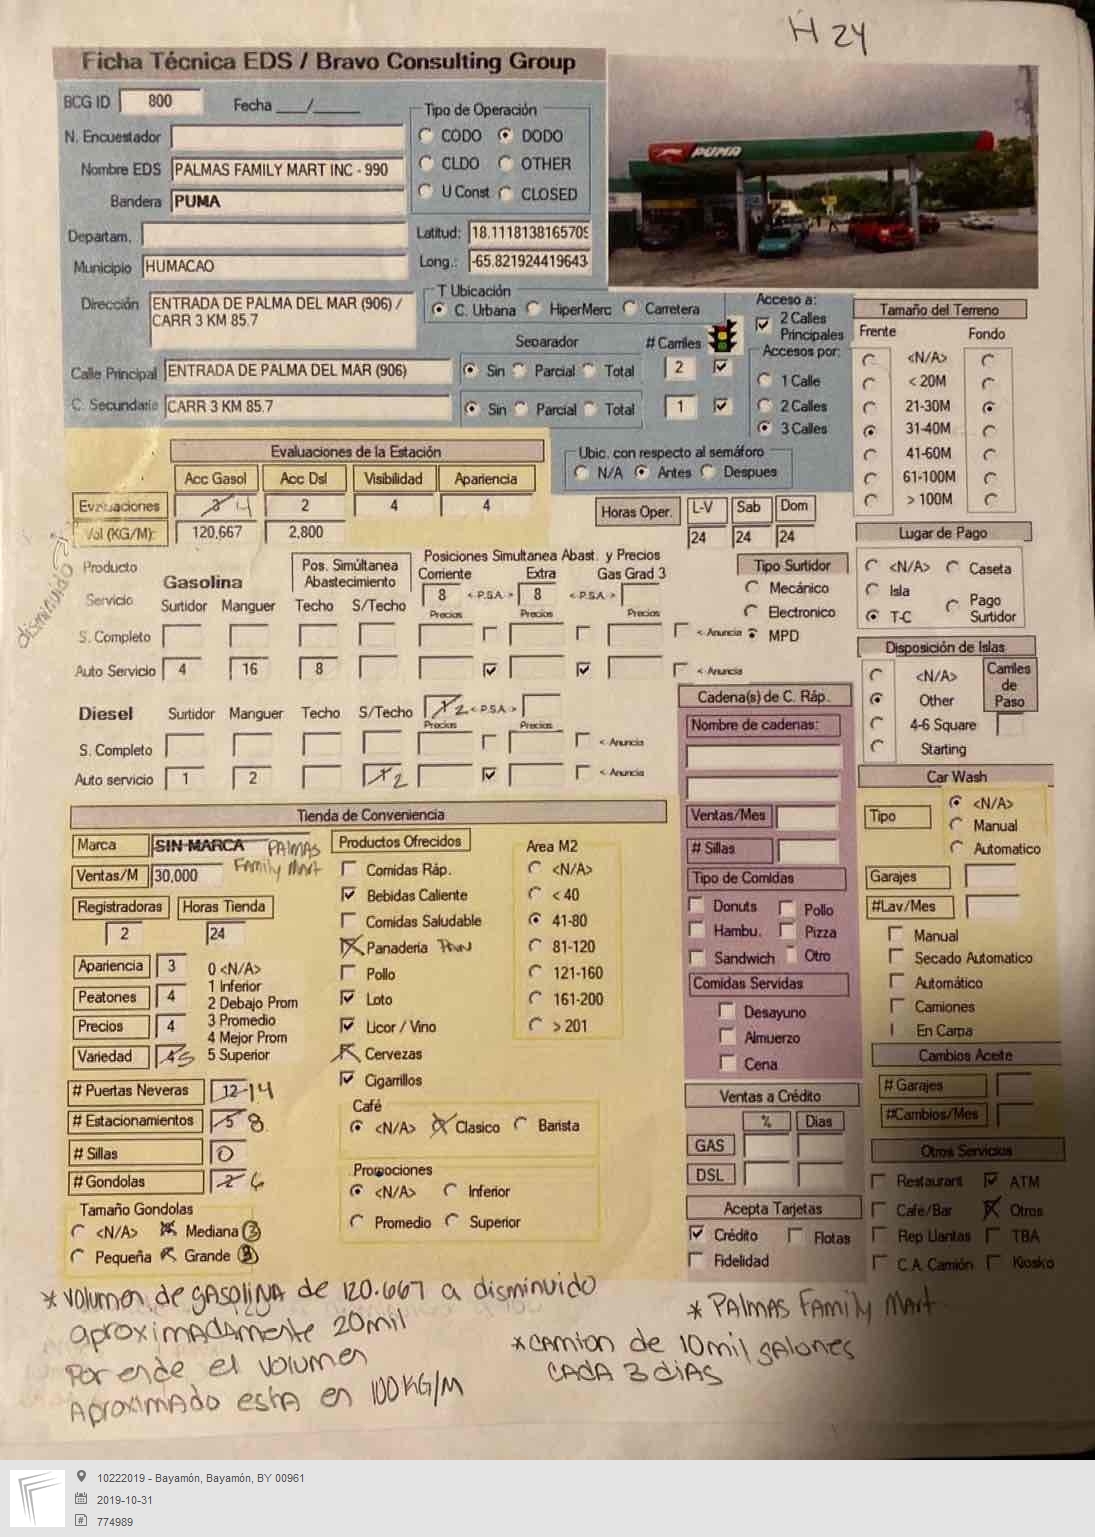 H 24
Ficha Técnica EDS / Bravo Consulting Group
BCG ID 800 Fecha ___/_____
N. Encuestador
Nombre EDS PALMAS FAMILY MART INC - 990
Bandera PUMA
Tipo de Operación
CODO DODO
CLDO OTHER
U Const CLOSED
PUMA
Departam.
Municipio HUMACAO
Latitud: 18.1118138165709
Long.: -65.821924419643
Dirección ENTRADA DE PALMA DEL MAR (906) /
CARR 3 KM 85.7
T Ubicación
C. Urbana HiperMerc Carretera
Acceso a:
2 Calles
Principales
Separador # Carriles
Calle Principal ENTRADA DE PALMA DEL MAR (906) Sin Parcial Total 2
C. Secundaria CARR 3 KM 85.7 Sin Parcial Total 1
Accesos por:
1 Calle
2 Calles
3 Calles
Ubic. con respecto al semáforo
N/A Antes Despues
Tamaño del Terreno
Frente Fondo
<N/A>
< 20M
21-30M
31-40M
41-60M
61-100M
> 100M
Evaluaciones de la Estación
Acc Gasol Acc Dsl Visibilidad Apariencia
Evaluaciones 3 4 2 4 4
Vol (KG/M): 120,667 2,800
disminuido
Horas Oper. L-V Sab Dom
24 24 24
Lugar de Pago
<N/A> Caseta
Isla
T-C Pago
Surtidor
Producto
Servicio
Gasolina
Surtidor Manguer
Pos. Simúltanea
Abastecimiento
Techo S/Techo
Posiciones Simultanea Abast. y Precios
Corriente Extra Gas Grad 3
8 <-P.S.A-> 8 <-P.S.A->
Precios Precios Precios
S. Completo <- Anuncia
Auto Servicio 4 16 8 <- Anuncia
Tipo Surtidor
Mecánico
Electronico
MPD
Diesel Surtidor Manguer Techo S/Techo 1 2 <-P.S.A->
Precios Precios
S. Completo <- Anuncia
Auto servicio 1 2 1 2 <- Anuncia
Disposición de Islas
<N/A>
Other
4-6 Square
Starting
Carriles
de
Paso
Cadena(s) de C. Ráp.
Nombre de cadenas:
Ventas/Mes
# Sillas
Tipo de Comidas
Donuts Pollo
Hambu. Pizza
Sandwich Otro
Comidas Servidas
Desayuno
Almuerzo
Cena
Car Wash
Tipo
<N/A>
Manual
Automatico
Garajes
#Lav/Mes
Manual
Secado Automatico
Automático
Camiones
En Carpa
Cambios Aceite
# Garajes
#Cambios/Mes
Tienda de Conveniencia
Marca SIN MARCA PALMAS
Family Mart
Ventas/M 30,000
Registradoras Horas Tienda
2 24
Apariencia 3
Peatones 4
Precios 4
Variedad 4 5
0 <N/A>
1 Inferior
2 Debajo Prom
3 Promedio
4 Mejor Prom
5 Superior
# Puertas Neveras 12 14
# Estacionamientos 5 8
# Sillas 0
# Gondolas 2 6
Tamaño Gondolas
<N/A> Mediana 3
Pequeña Grande 3
Productos Ofrecidos
Comidas Ráp.
Bebidas Caliente
Comidas Saludable
Panaderia PAN
Pollo
Loto
Licor / Vino
Cervezas
Cigarrillos
Area M2
<N/A>
< 40
41-80
81-120
121-160
161-200
> 201
Café
<N/A> Clasico Barista
Promociones
<N/A> Inferior
Promedio Superior
Ventas a Crédito
% Dias
GAS
DSL
Acepta Tarjetas
Crédito Flotas
Fidelidad
Otros Servicios
Restaurant ATM
Café/Bar Otros
Rep Llantas TBA
C.A. Camión Kiosko
* Volumen de gasolina de 120.667 a disminuido
aproximadamente 20mil
Por ende el volumen
Aproximado esta en 100KG/M
* PALMAS FAMILY MART
* CAMION de 10mil galones
CADA 3 DIAS
10222019 - Bayamón, Bayamón, BY 00961
2019-10-31
774989